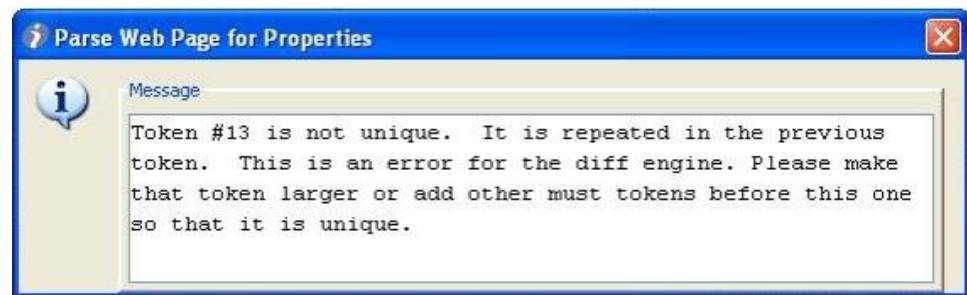 Parse Web Page for Properties
Message
Token #13 is not unique.  It is repeated in the previous
token.  This is an error for the diff engine. Please make
that token larger or add other must tokens before this one
so that it is unique.